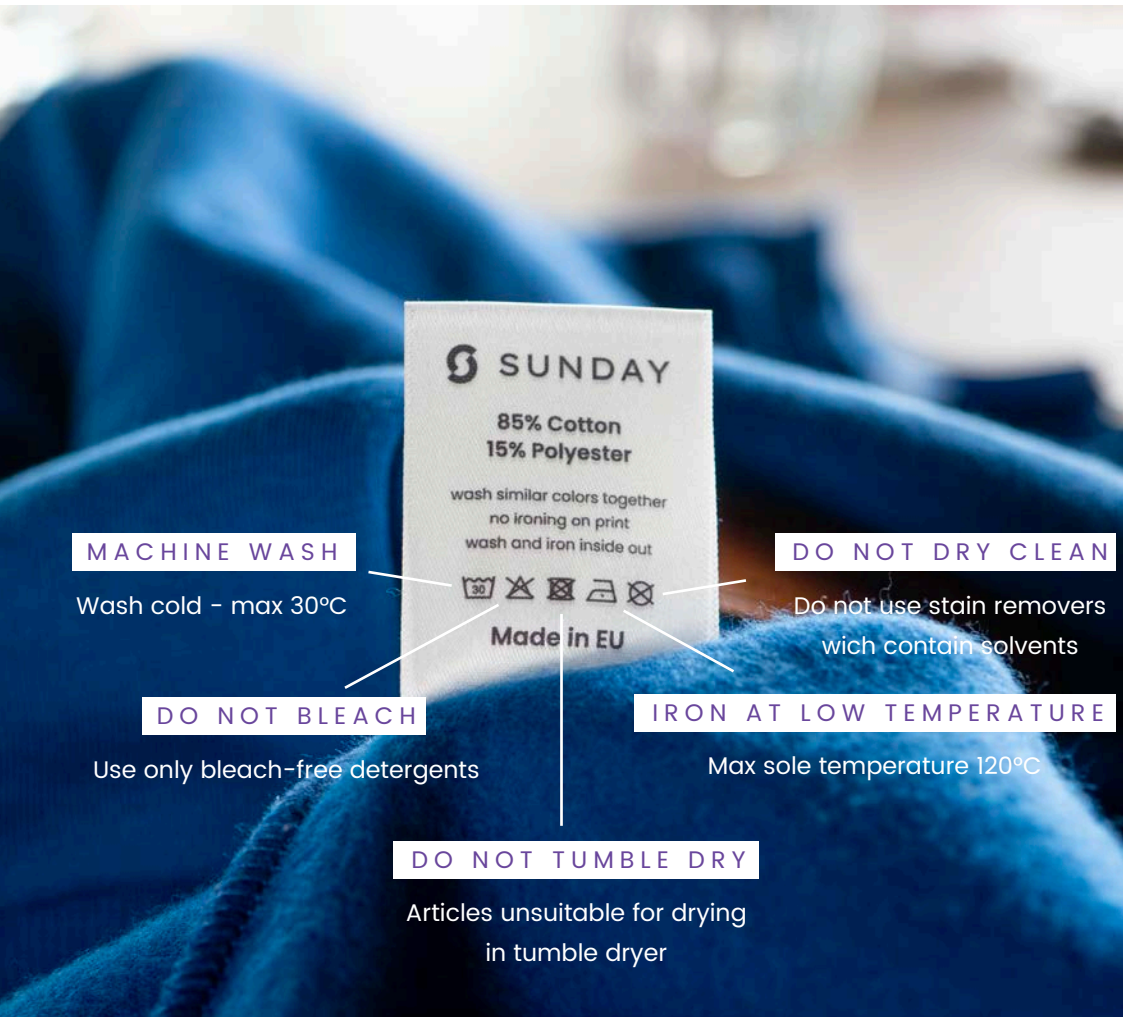 SUNDAY
85% Cotton
15% Polyester
wash similar colors together
no ironing on print
wash and iron inside out
30
Made in EU
MACHINE WASH
Wash cold - max 30°C
DO NOT BLEACH
Use only bleach-free detergents
DO NOT TUMBLE DRY
Articles unsuitable for drying
in tumble dryer
IRON AT LOW TEMPERATURE
Max sole temperature 120°C
DO NOT DRY CLEAN
Do not use stain removers
wich contain solvents